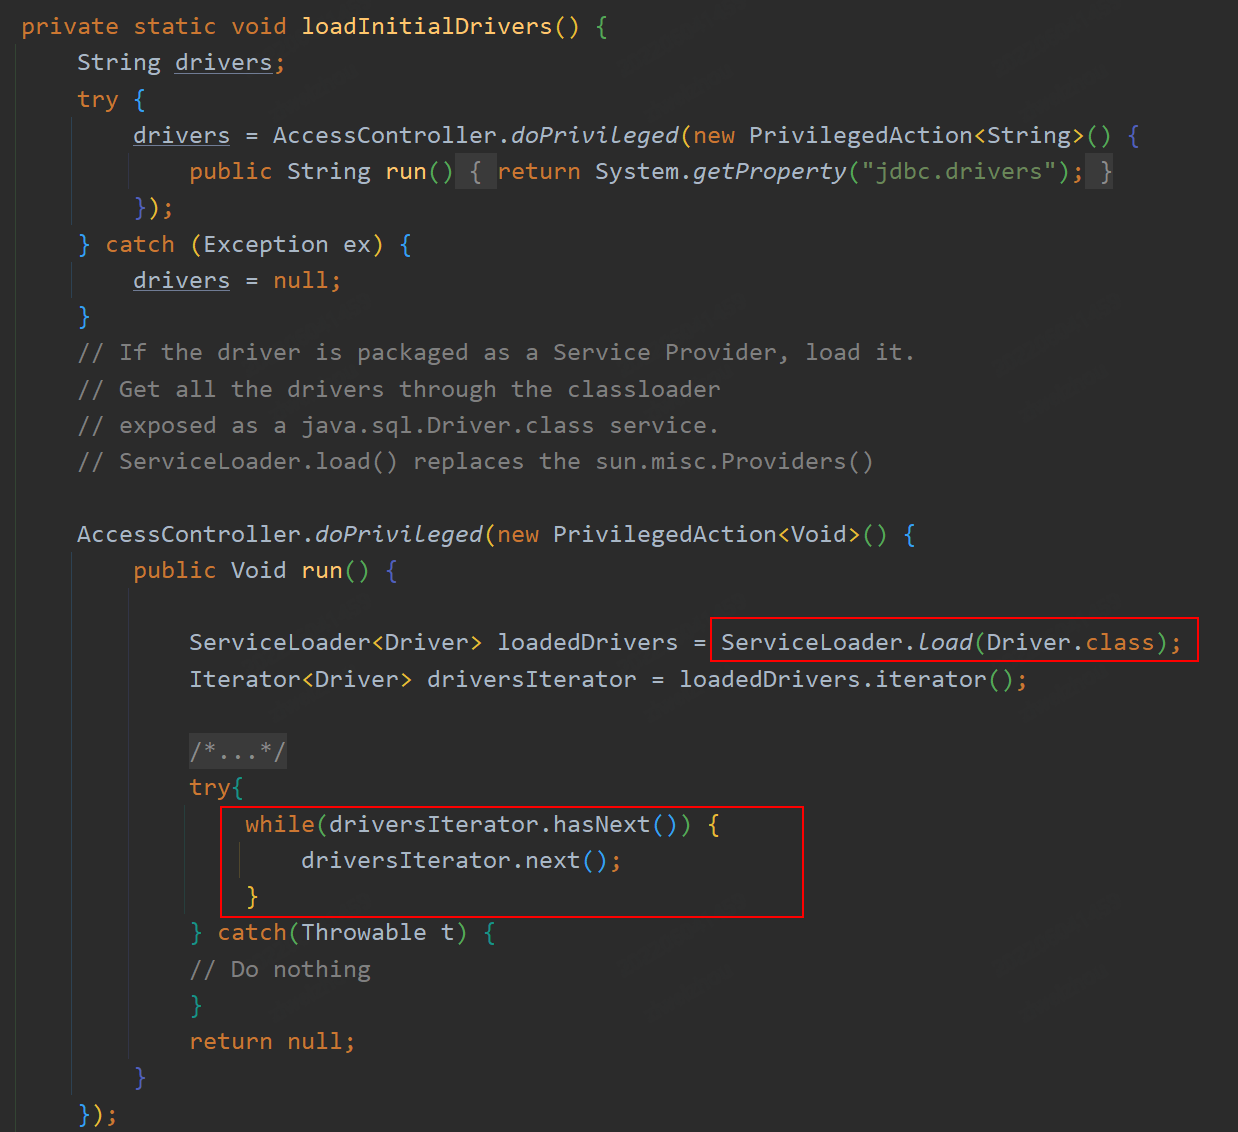 private static void loadInitialDrivers() {
    String drivers;
    try {
        drivers = AccessController.doPrivileged(new PrivilegedAction<String>() {
            public String run() { return System.getProperty("jdbc.drivers"); }
        });
    } catch (Exception ex) {
        drivers = null;
    }
    // If the driver is packaged as a Service Provider, load it.
    // Get all the drivers through the classloader
    // exposed as a java.sql.Driver.class service.
    // ServiceLoader.load() replaces the sun.misc.Providers()

    AccessController.doPrivileged(new PrivilegedAction<Void>() {
        public Void run() {

            ServiceLoader<Driver> loadedDrivers = ServiceLoader.load(Driver.class);
            Iterator<Driver> driversIterator = loadedDrivers.iterator();

            /*...*/
            try{
                while(driversIterator.hasNext()) {
                    driversIterator.next();
                }
            } catch(Throwable t) {
            // Do nothing
            }
            return null;
        }
    });